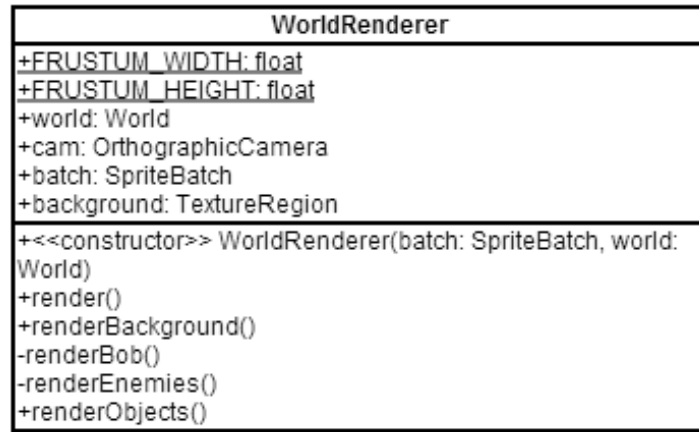 WorldRenderer
+FRUSTUM_WIDTH: float
+FRUSTUM_HEIGHT: float
+world: World
+cam: OrthographicCamera
+batch: SpriteBatch
+background: TextureRegion
+<<constructor>> WorldRenderer(batch: SpriteBatch, world:
World)
+render()
+renderBackground()
-renderBob()
-renderEnemies()
+renderObjects()